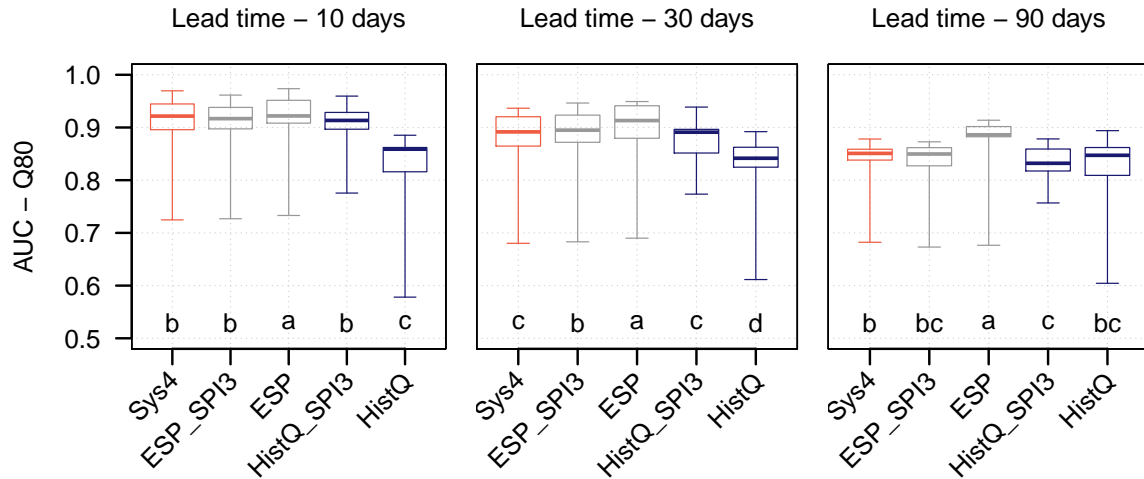 Lead time − 10 days
Lead time − 30 days
Lead time − 90 days
AUC − Q80
1.0
0.9
0.8
0.7
0.6
0.5
b b a b c
c b a c d
b bc a c bc
Sys4
ESP_SPI3
ESP
HistQ_SPI3
HistQ
Sys4
ESP_SPI3
ESP
HistQ_SPI3
HistQ
Sys4
ESP_SPI3
ESP
HistQ_SPI3
HistQ